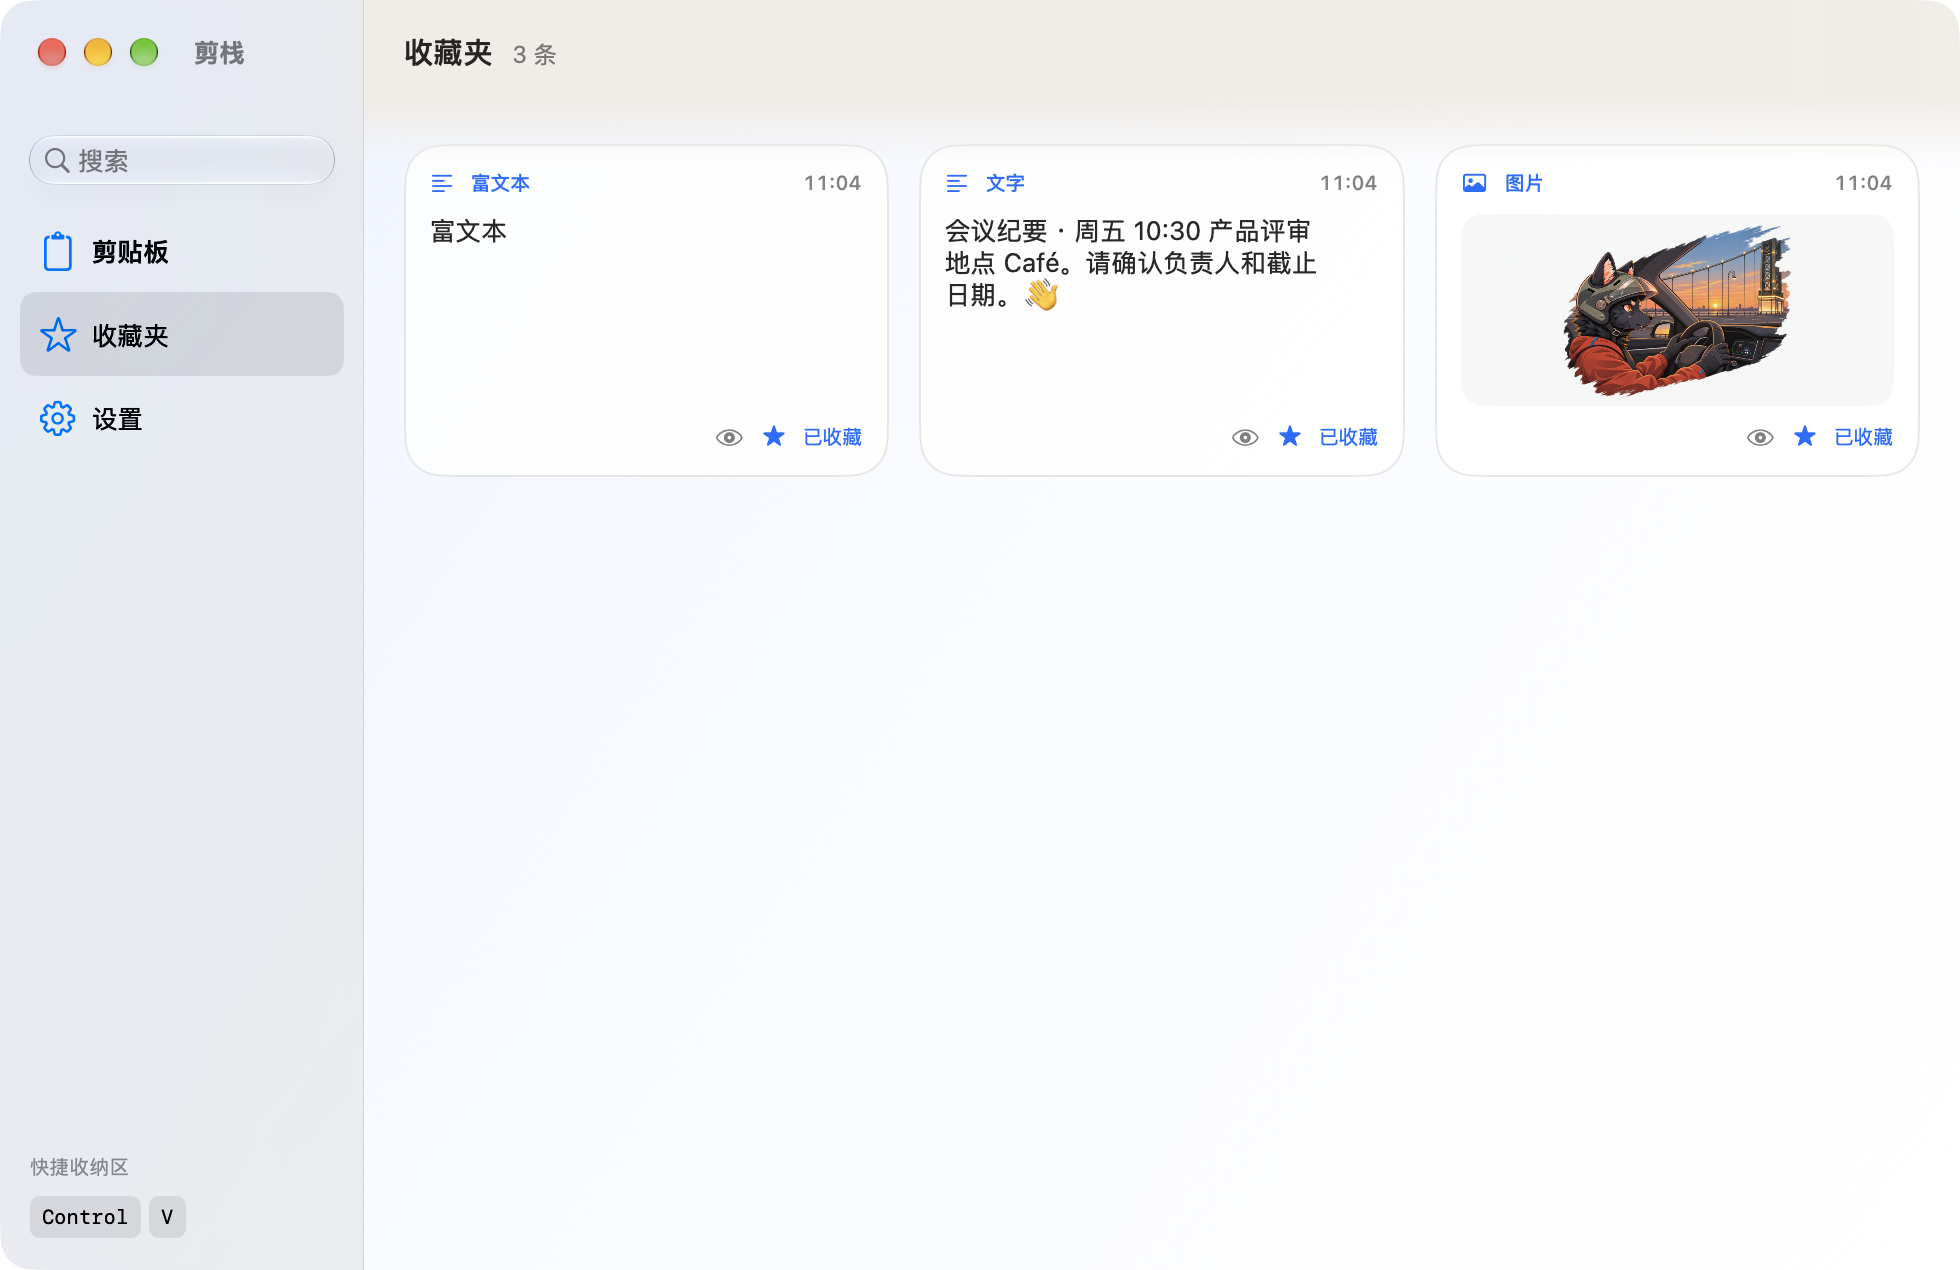 剪栈
搜索
剪贴板
收藏夹
设置
快捷收纳区
Control V
收藏夹 3 条
富文本 11:04
富文本
已收藏
文字 11:04
会议纪要 · 周五 10:30 产品评审
地点 Café。请确认负责人和截止
日期。👋
已收藏
图片 11:04
已收藏